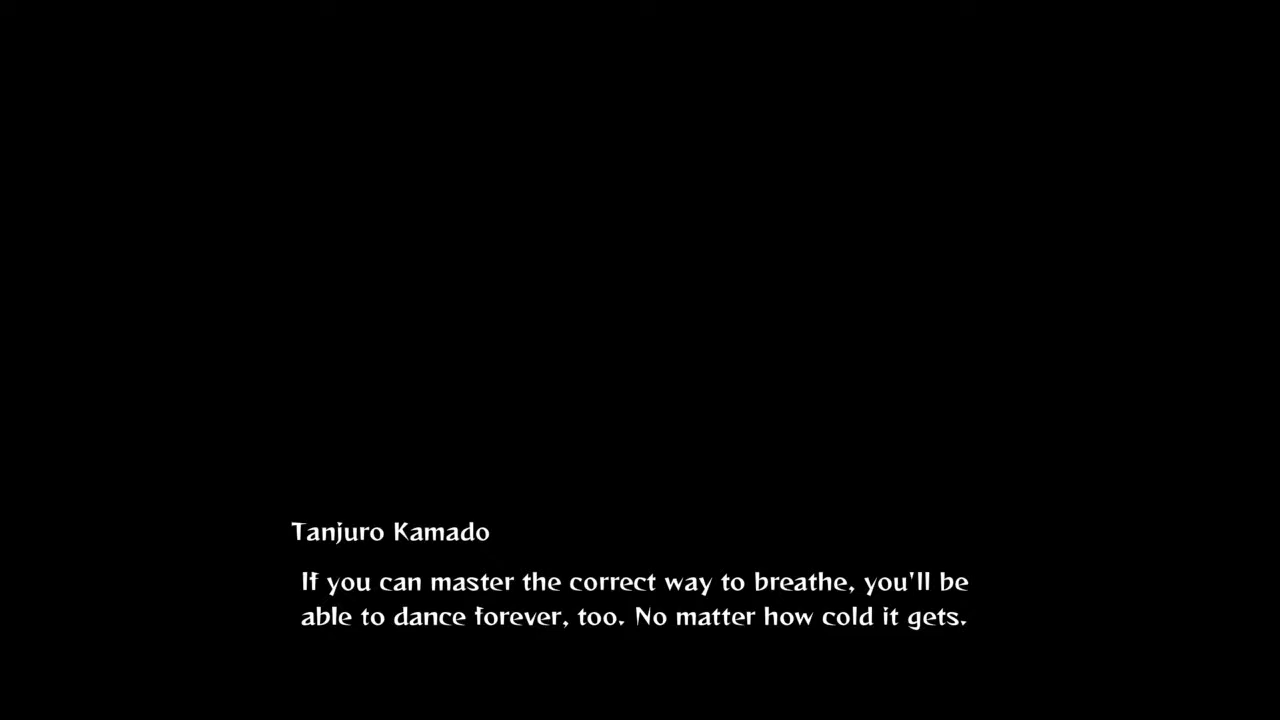 Tanjuro Kamado
If you can master the correct way to breathe, you'll be
able to dance forever, too. No matter how cold it gets.